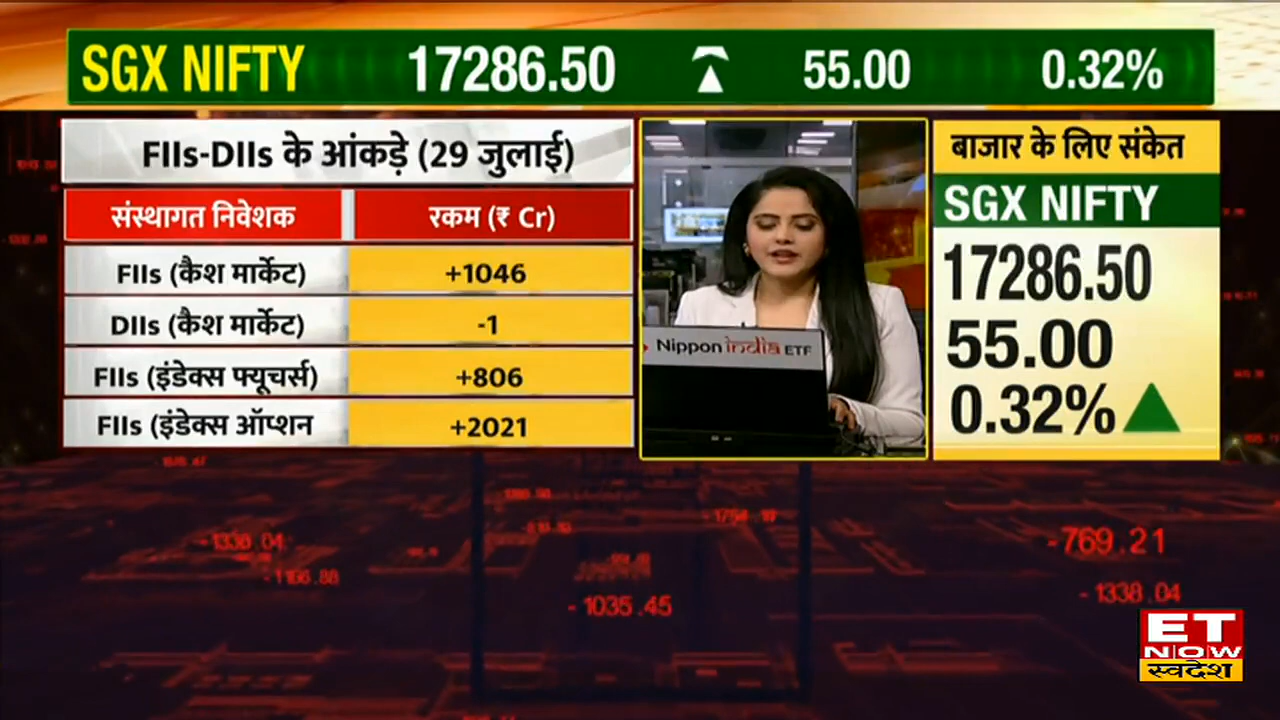 SGX NIFTY 17286.50 55.00 0.32%
FIIs-DIIs के आंकड़े (29 जुलाई)
संस्थागत निवेशक रकम (₹ Cr)
FIIs (कैश मार्केट) +1046
DIIs (कैश मार्केट) -1
FIIs (इंडेक्स फ्यूचर्स) +806
FIIs (इंडेक्स ऑप्शन +2021
Nippon india ETF
बाजार के लिए संकेत
SGX NIFTY
17286.50
55.00
0.32%
-1338.04
-769.21
-1035.45
-1338.04
ET
NOW
स्वदेश